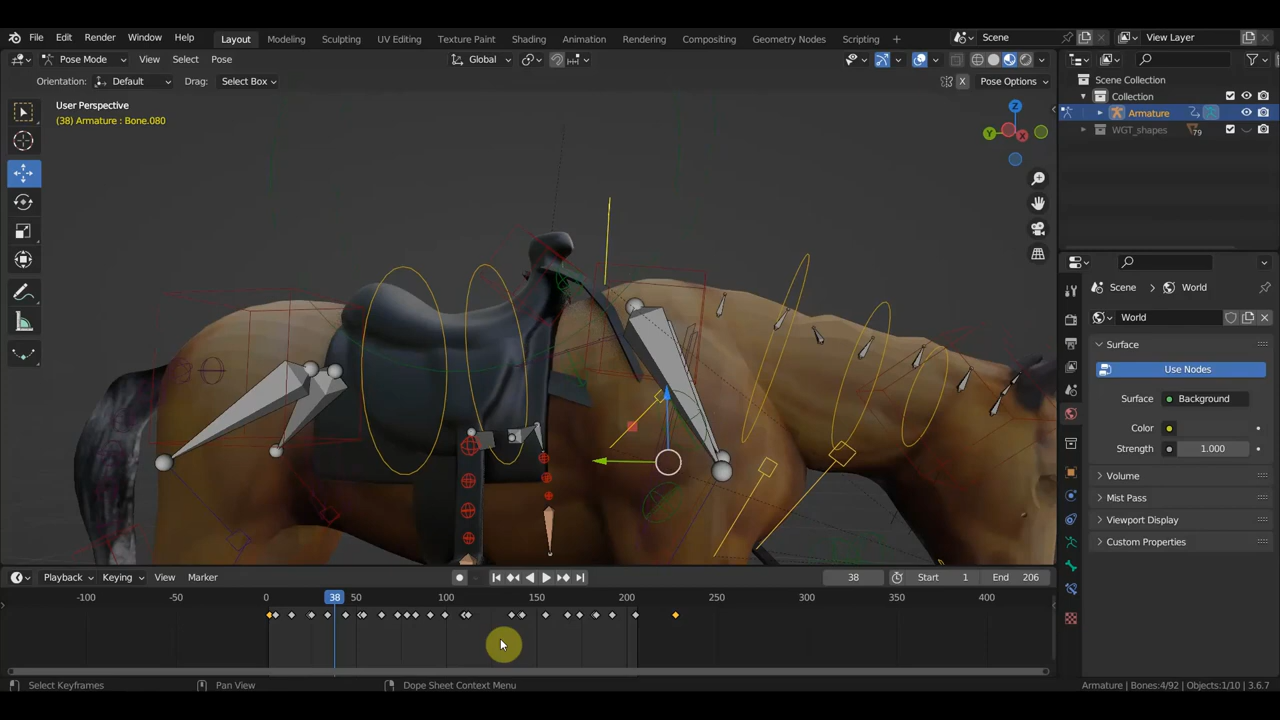 File Edit Render Window Help Layout Modeling Sculpting UV Editing Texture Paint Shading Animation Rendering Compositing Geometry Nodes Scripting Scene View Layer
Pose Mode View Select Pose Global
Orientation: Default Drag: Select Box X Pose Options
Scene Collection
Collection
Armature
WGT_shapes 79
User Perspective
(38) Armature : Bone.080
Z
Y
X
Scene World
World
Surface
Use Nodes
Surface Background
Color
Strength 1.000
Volume
Mist Pass
Viewport Display
Custom Properties
Playback Keying View Marker 38 Start 1 End 206
-100 -50 0 38 50 100 150 200 250 300 350 400
Select Keyframes Pan View Dope Sheet Context Menu Armature | Bones:4/92 | Objects:1/10 | 3.6.7